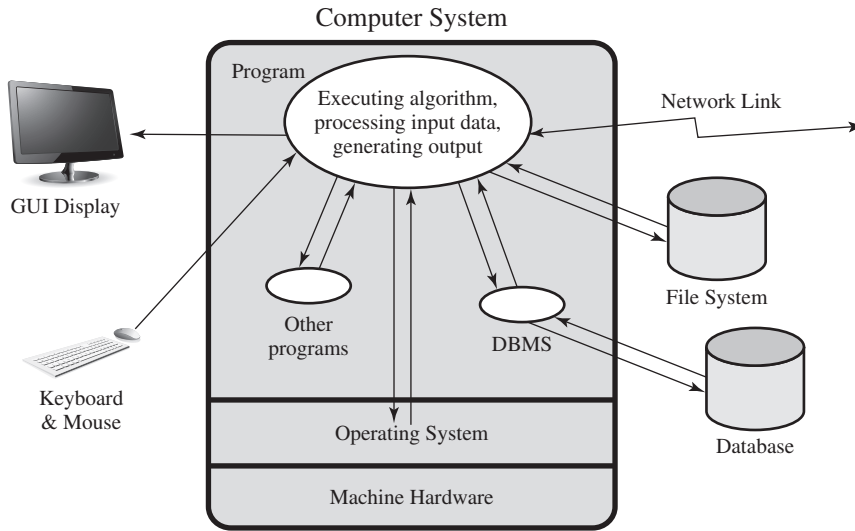 Computer System
Program
Executing algorithm,
processing input data,
generating output
Network Link
GUI Display
File System
Other
programs
DBMS
Keyboard
& Mouse
Operating System
Database
Machine Hardware